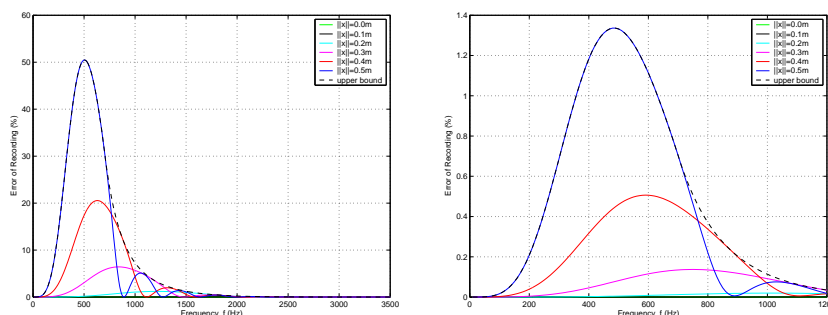 60
50
40
30
20
10
0
0
500
1000
1500
2000
2500
3000
3500
Error of Recording (%)
Frequency, f (Hz)
||x||=0.0m
||x||=0.1m
||x||=0.2m
||x||=0.3m
||x||=0.4m
||x||=0.5m
upper bound
1.4
1.2
1
0.8
0.6
0.4
0.2
0
0
200
400
600
800
1000
Error of Recording (%)
Frequency, f (Hz)
||x||=0.0m
||x||=0.1m
||x||=0.2m
||x||=0.3m
||x||=0.4m
||x||=0.5m
upper bound